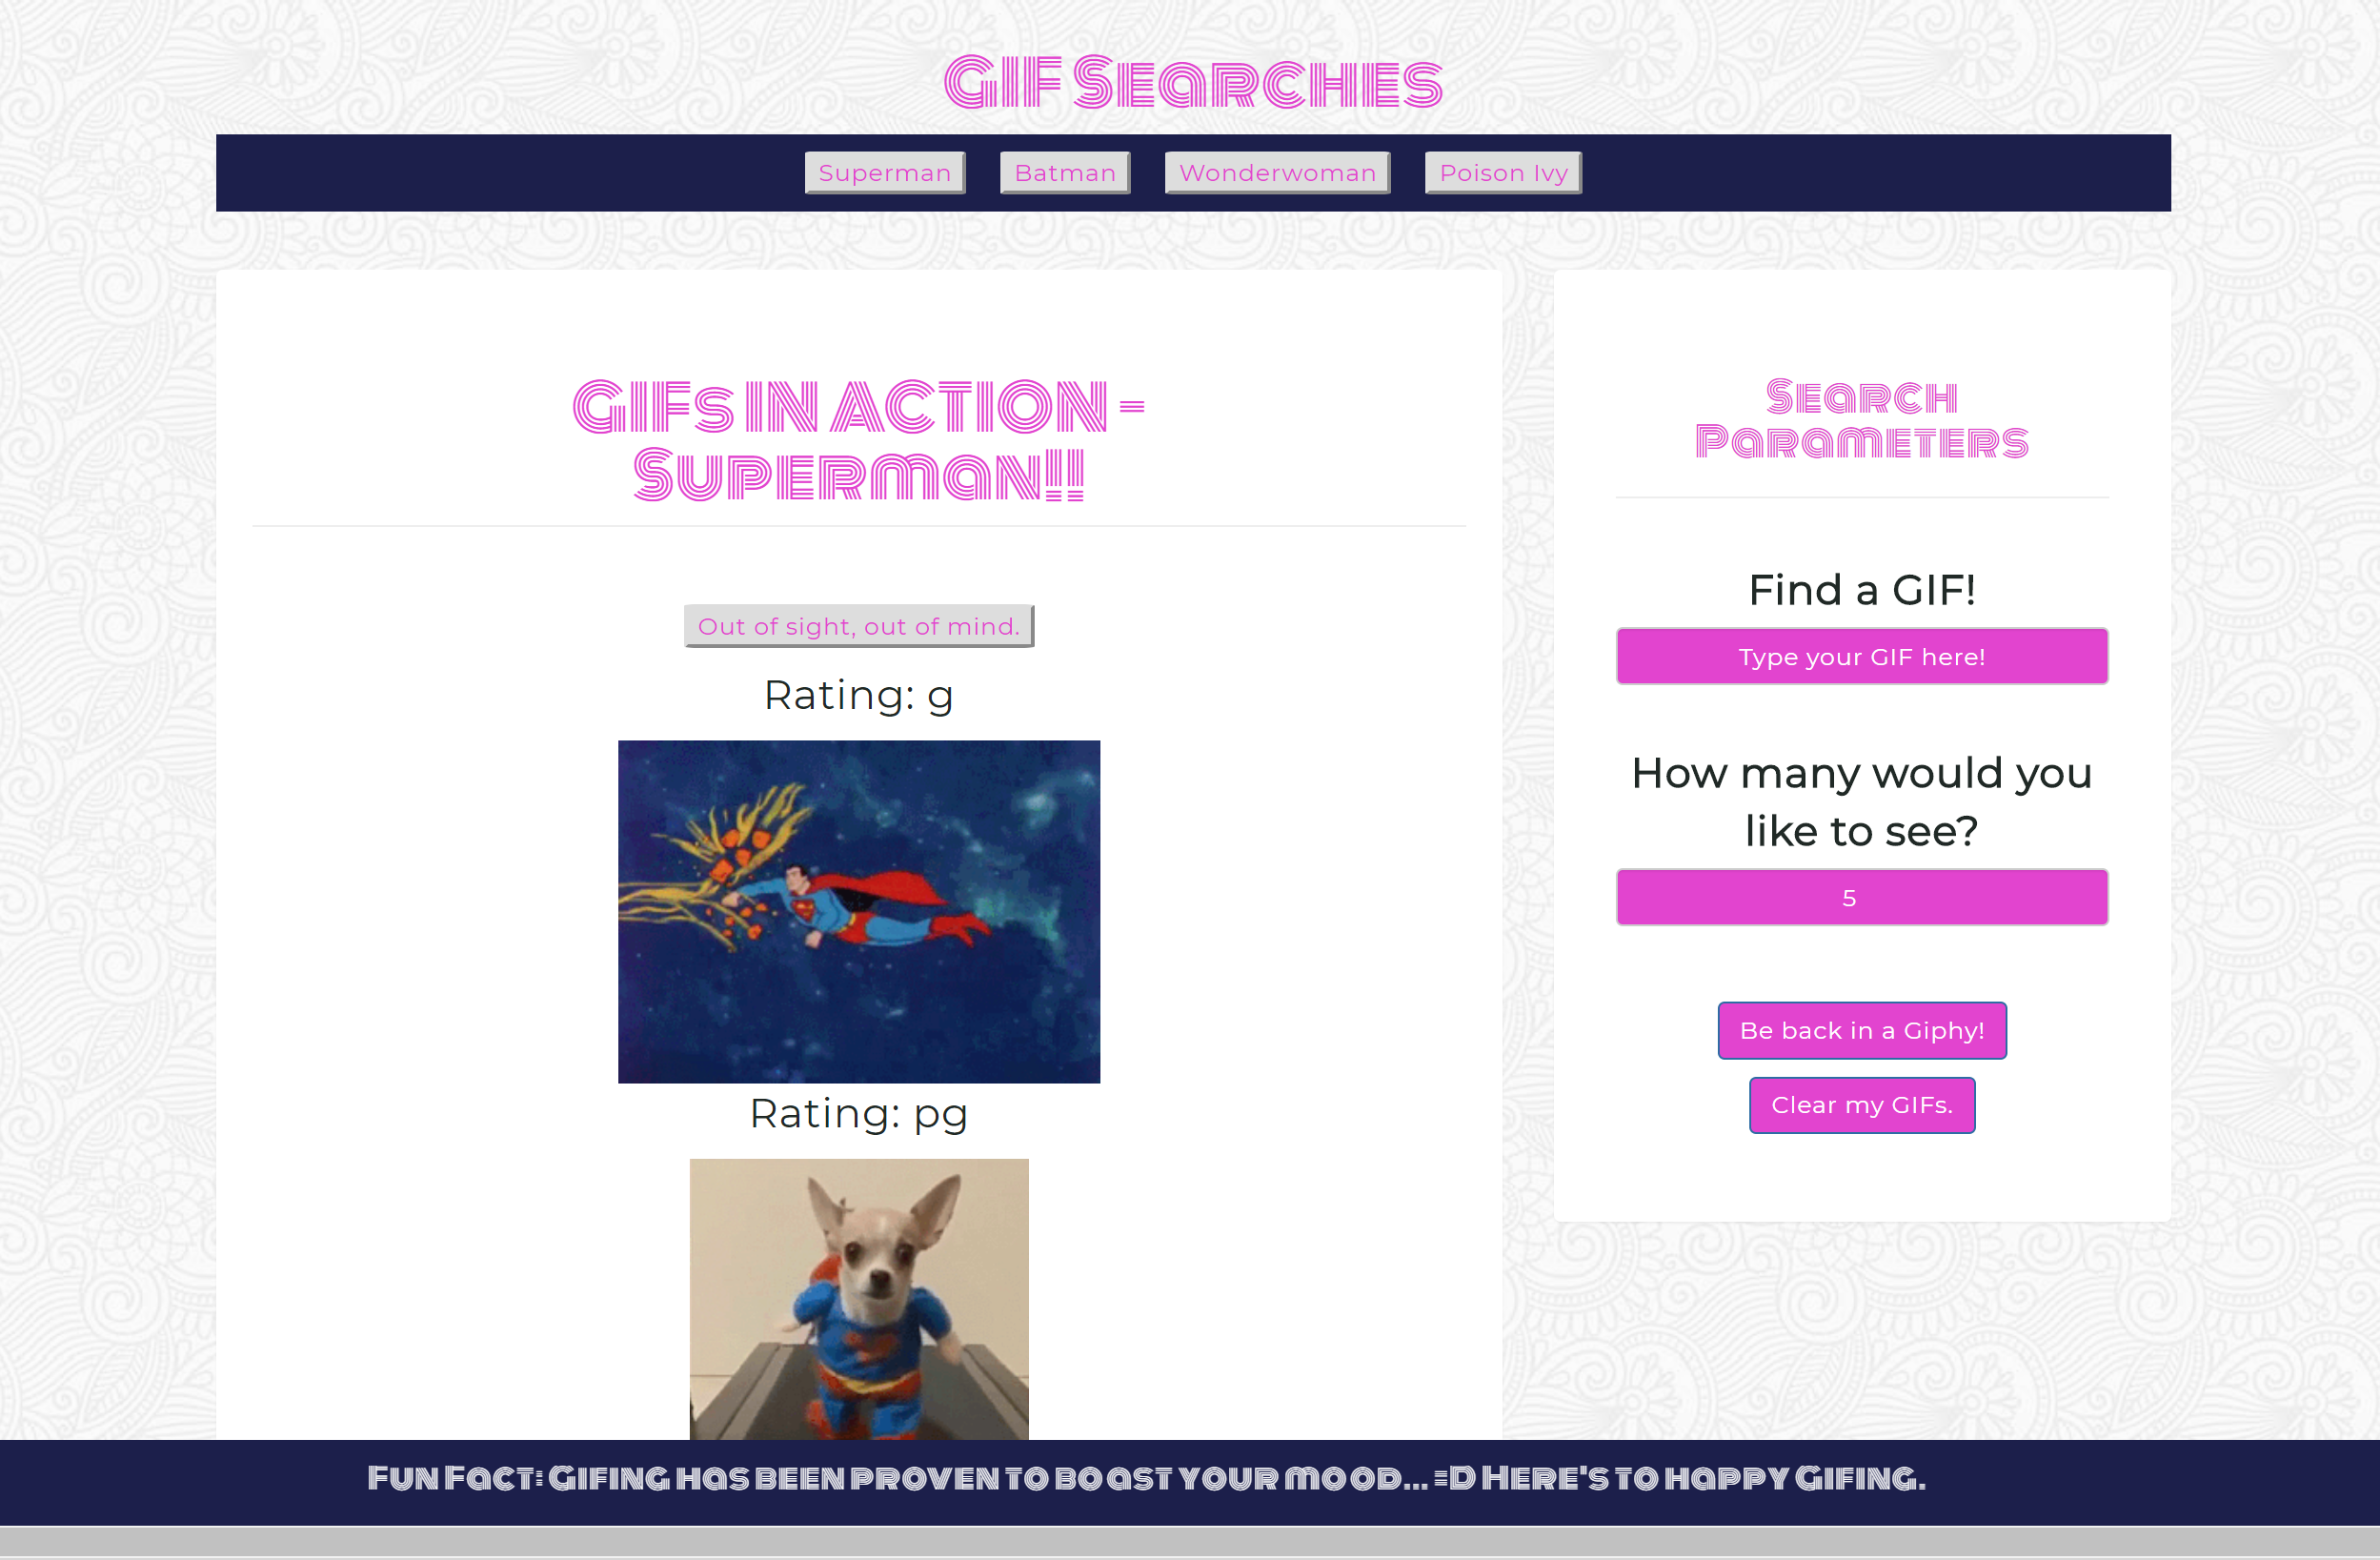 GIF Searches
Superman
Batman
Wonderwoman
Poison Ivy
GIFs IN ACTION -
Superman!!
Out of sight, out of mind.
Rating: g
Rating: pg
Search
Parameters
Find a GIF!
Type your GIF here!
How many would you
like to see?
5
Be back in a Giphy!
Clear my GIFs.
Fun Fact: Gifing has been proven to boast your mood... =D Here's to happy Gifing.